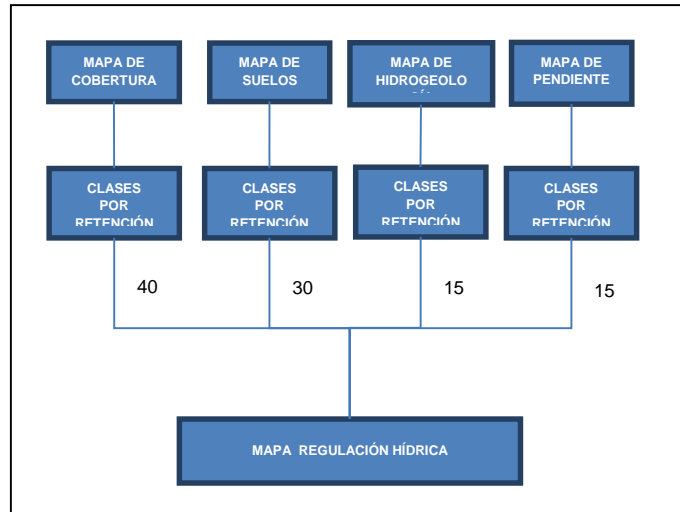 MAPA DE
COBERTURA
MAPA DE
SUELOS
MAPA DE
HIDROGEOLO
MAPA DE
PENDIENTE
CLASES
POR
RETENCIÓN
CLASES
POR
RETENCIÓN
CLASES
POR
RETENCIÓN
CLASES
POR
RETENCIÓN
40
30
15
15
MAPA REGULACIÓN HÍDRICA